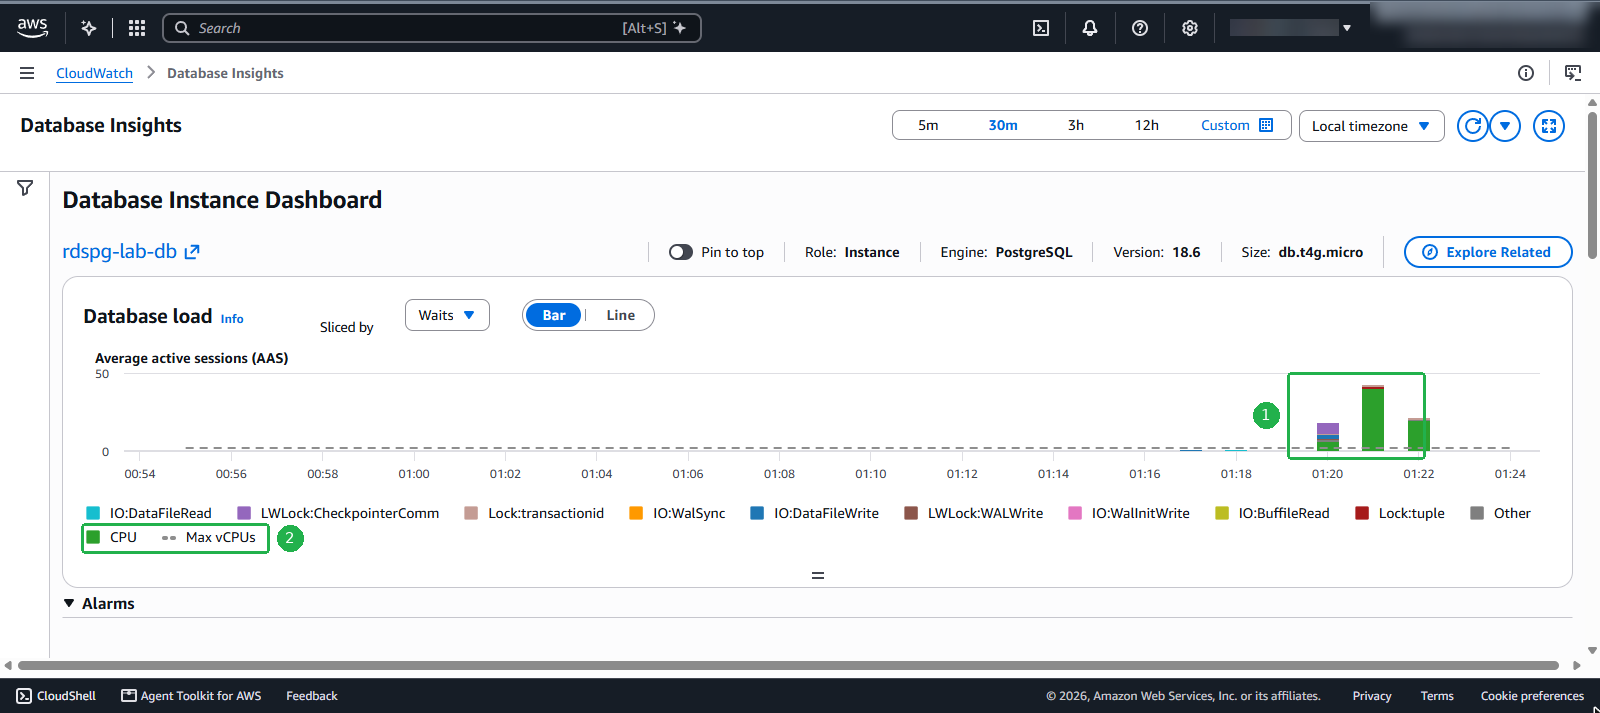 aws
Search [Alt+S]
CloudWatch Database Insights
Database Insights
5m 30m 3h 12h Custom Local timezone
Database Instance Dashboard
rdspg-lab-db
Pin to top Role: Instance Engine: PostgreSQL Version: 18.6 Size: db.t4g.micro Explore Related
Database load Info Sliced by Waits Bar Line
Average active sessions (AAS)
50
1
0
00:54 00:56 00:58 01:00 01:02 01:04 01:06 01:08 01:10 01:12 01:14 01:16 01:18 01:20 01:22 01:24
IO:DataFileRead LWLock:CheckpointerComm Lock:transactionid IO:WalSync IO:DataFileWrite LWLock:WALWrite IO:WalInitWrite IO:BuffileRead Lock:tuple Other
CPU Max vCPUs 2
Alarms
CloudShell Agent Toolkit for AWS Feedback © 2026, Amazon Web Services, Inc. or its affiliates. Privacy Terms Cookie preferences